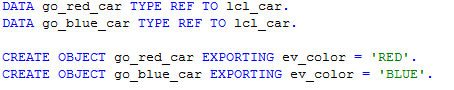 DATA go_red_car TYPE REF TO lcl_car.
DATA go_blue_car TYPE REF TO lcl_car.
CREATE OBJECT go_red_car EXPORTING ev_color = 'RED'.
CREATE OBJECT go_blue_car EXPORTING ev_color = 'BLUE'.